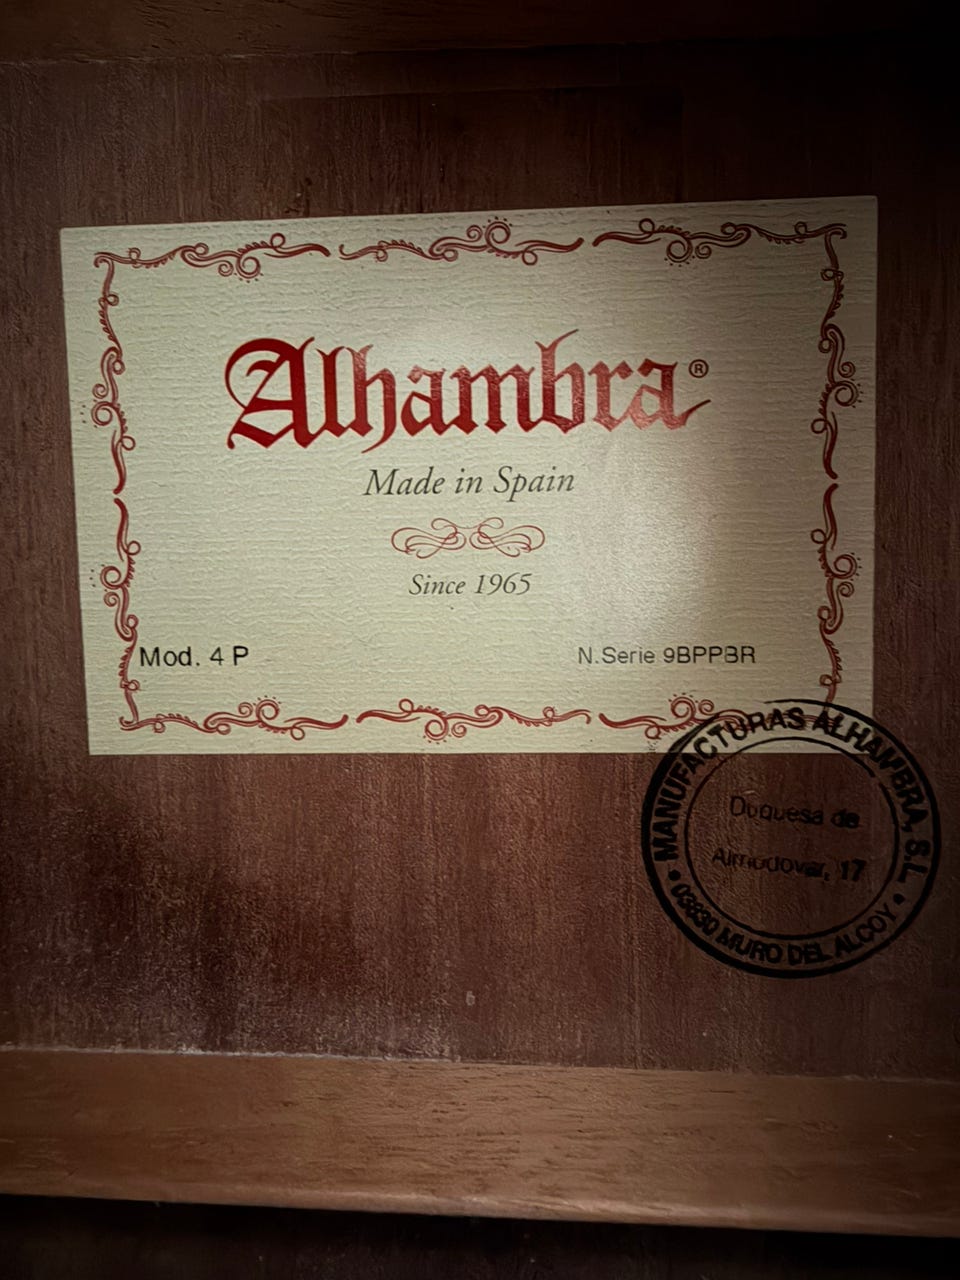 Alhambra®
Made in Spain
Since 1965
Mod. 4 P
N.Serie 9BPPBR
MANUFACTURAS ALHAMBRA, S.L.
Duquesa de
Almodovar, 17
03830 MURO DEL ALCOY